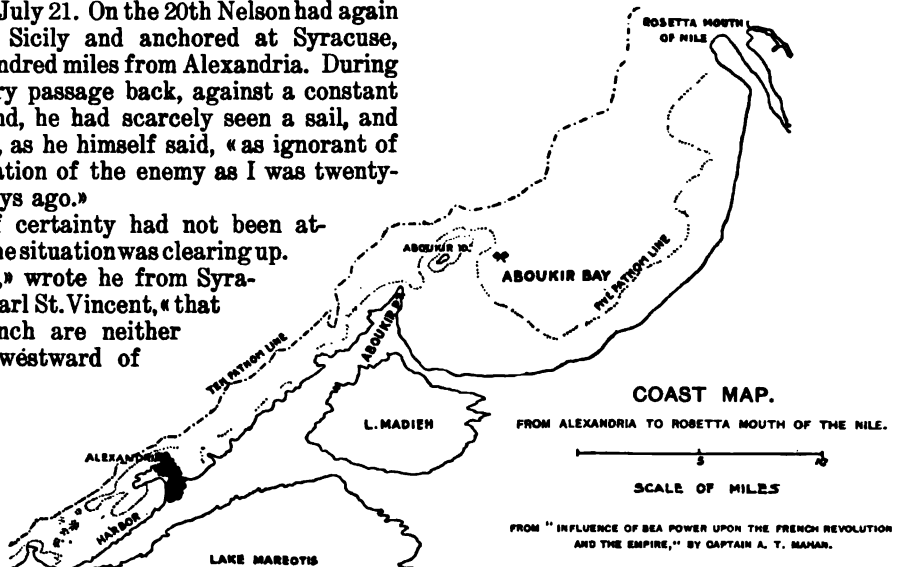 July 21. On the 20th Nelson had again
Sicily and anchored at Syracuse,
ndred miles from Alexandria. During
ry passage back, against a constant
nd, he had scarcely seen a sail, and
, as he himself said, « as ignorant of
ation of the enemy as I was twenty-
ys ago.»
f certainty had not been at-
he situation was clearing up.
,» wrote he from Syra-
arl St. Vincent, « that
nch are neither
westward of
ROSETTA MOUTH
OF NILE
ABOUKIR ID.
ABOUKIR BAY
FIVE FATHOM LINE
ABOUKIR PT.
TEN FATHOM LINE
L. MADIEH
ALEXANDRIA
HARBOR
LAKE MAREOTIS
COAST MAP.
FROM ALEXANDRIA TO ROSETTA MOUTH OF THE NILE.
5 10
SCALE OF MILES
FROM "INFLUENCE OF SEA POWER UPON THE FRENCH REVOLUTION
AND THE EMPIRE," BY CAPTAIN A. T. MAHAN.